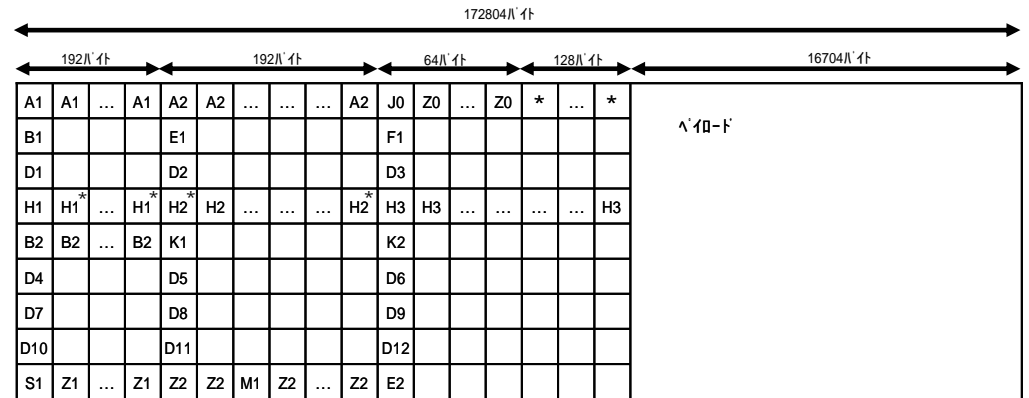 172804バイト
192バイト 192バイト 64バイト 128バイト 16704バイト
A1 A1 … A1 A2 A2 … … … A2 J0 Z0 … Z0 * … *
ペイロード
B1 E1 F1
D1 D2 D3
H1 H1* … H1* H2* H2 … … … H2* H3 H3 … … … … H3
B2 B2 … B2 K1 K2
D4 D5 D6
D7 D8 D9
D10 D11 D12
S1 Z1 … Z1 Z2 Z2 M1 Z2 … Z2 E2